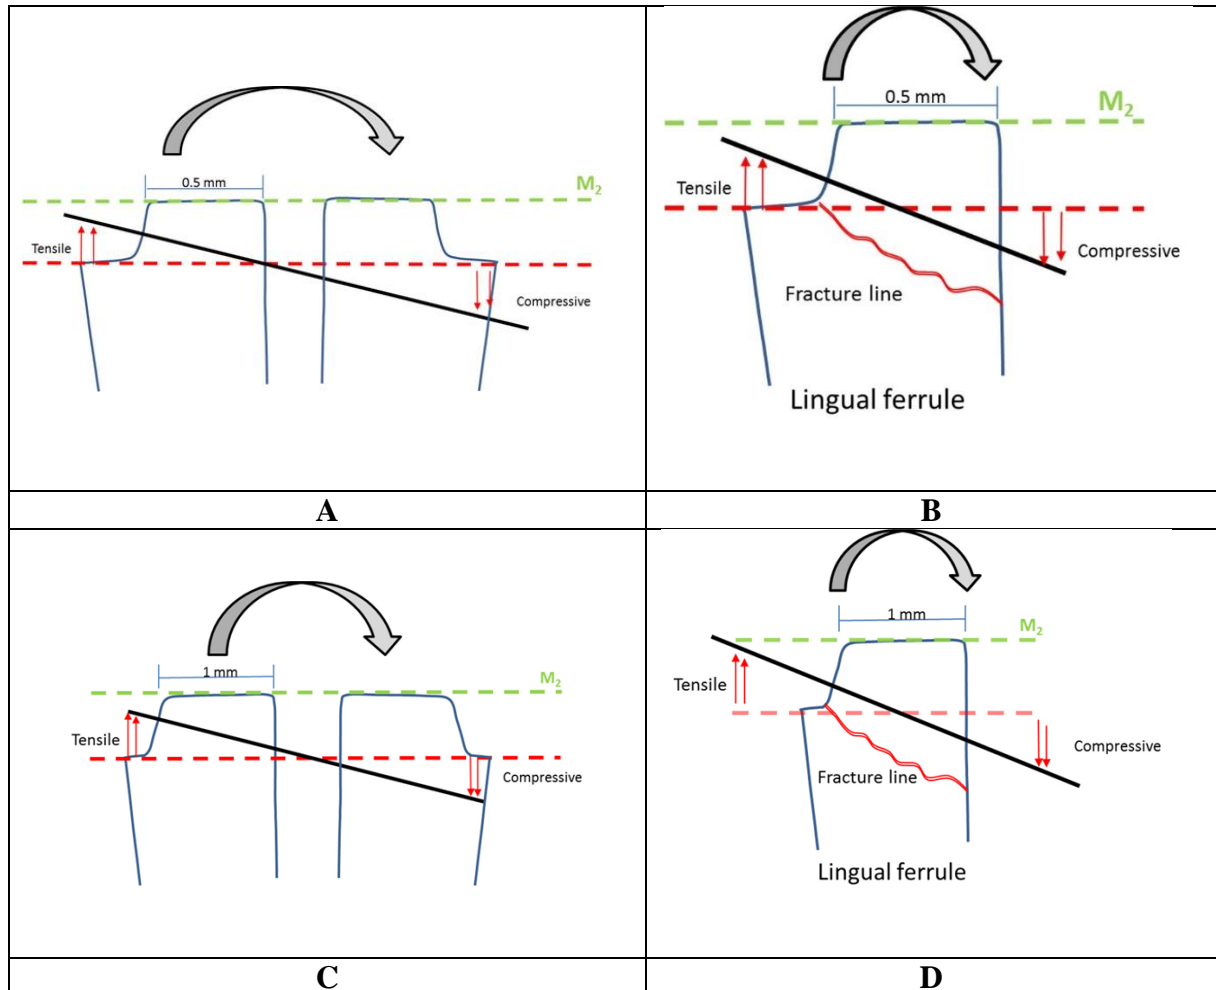 0.5 mm
M2
Tensile
Compressive
A
0.5 mm
M2
Tensile
Compressive
Fracture line
Lingual ferrule
B
1 mm
M2
Tensile
Compressive
C
1 mm
M2
Tensile
Compressive
Fracture line
Lingual ferrule
D